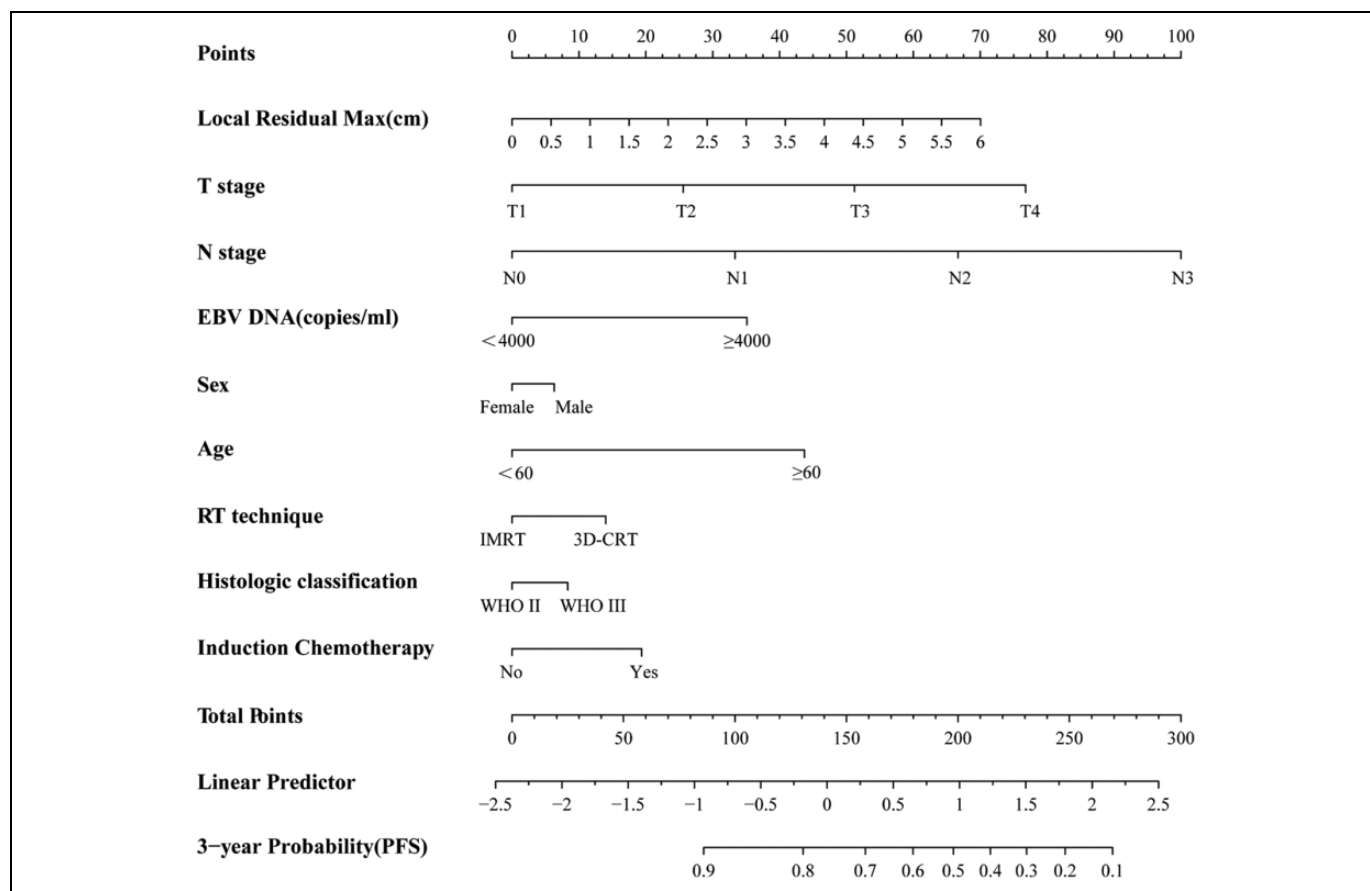 Points 0 10 20 30 40 50 60 70 80 90 100
Local Residual Max(cm)
0 0.5 1 1.5 2 2.5 3 3.5 4 4.5 5 5.5 6
T stage
T1 T2 T3 T4
N stage
N0 N1 N2 N3
EBV DNA(copies/ml)
<4000 ≥4000
Sex
Female Male
Age
<60 ≥60
RT technique
IMRT 3D-CRT
Histologic classification
WHO II WHO III
Induction Chemotherapy
No Yes
Total Points
0 50 100 150 200 250 300
Linear Predictor
−2.5 −2 −1.5 −1 −0.5 0 0.5 1 1.5 2 2.5
3−year Probability(PFS)
0.9 0.8 0.7 0.6 0.5 0.4 0.3 0.2 0.1